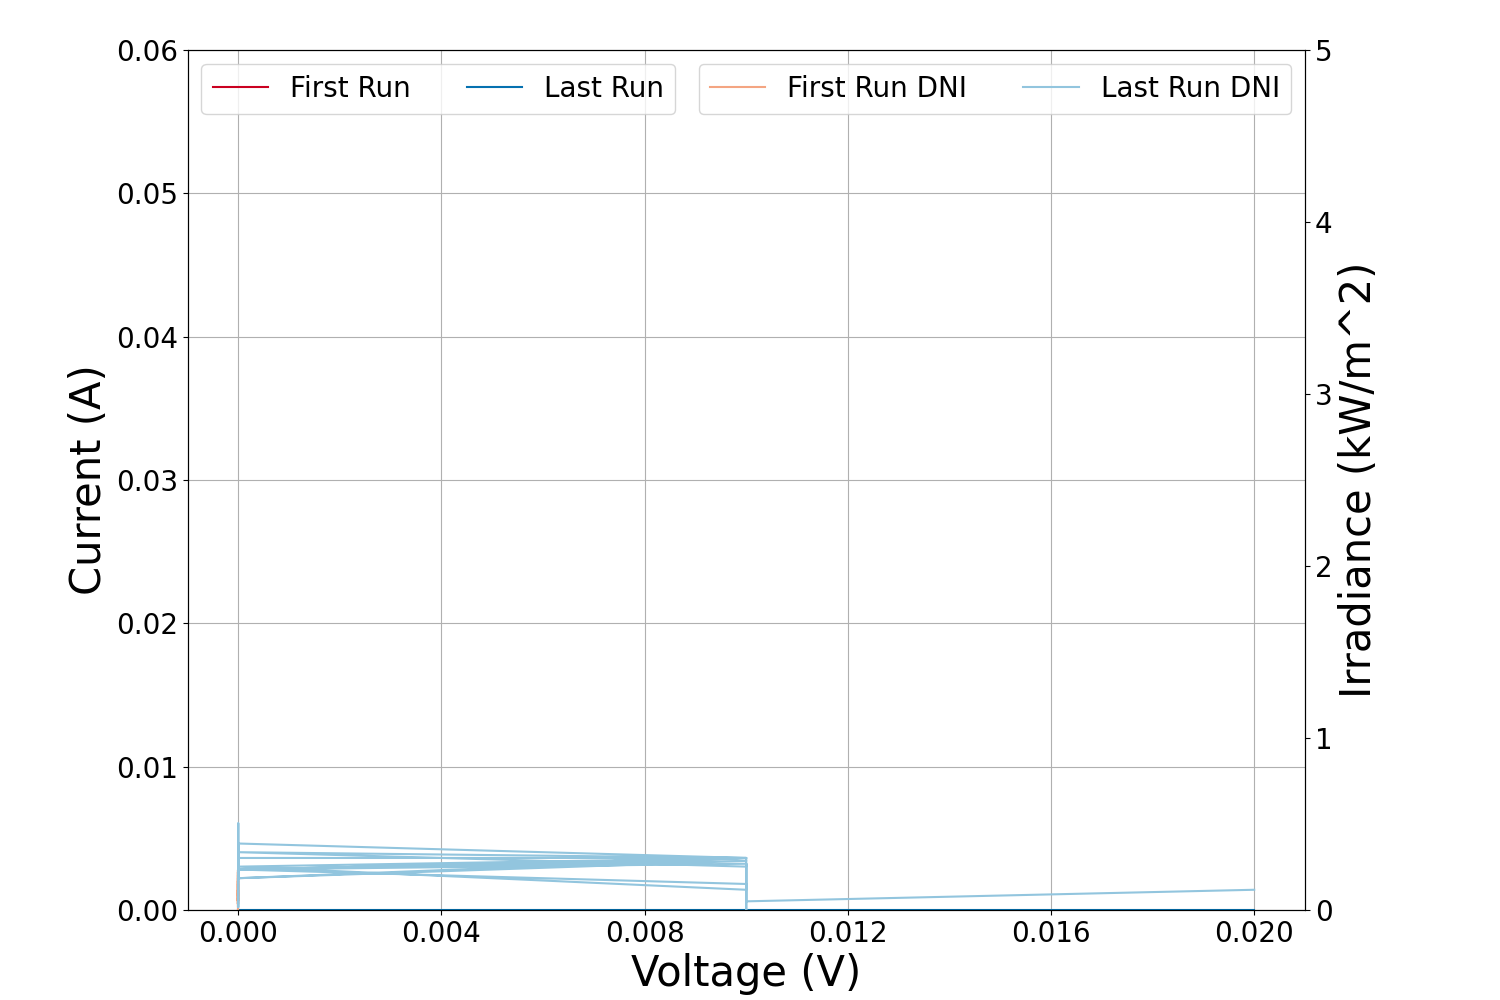 First Run
Last Run
First Run DNI
Last Run DNI
0.06
0.05
0.04
0.03
0.02
0.01
0.00
Current (A)
5
4
3
2
1
0
Irradiance (kW/m^2)
0.000 0.004 0.008 0.012 0.016 0.020
Voltage (V)